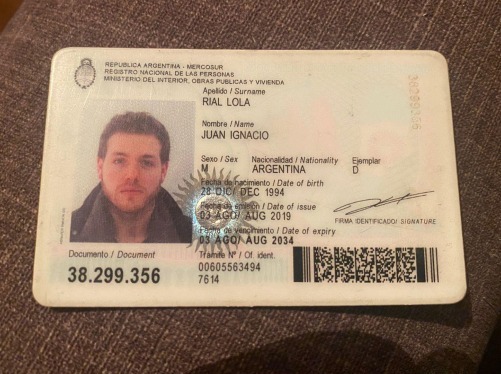 REPUBLICA ARGENTINA - MERCOSUR
REGISTRO NACIONAL DE LAS PERSONAS
MINISTERIO DEL INTERIOR, OBRAS PUBLICAS Y VIVIENDA
Apellido / Surname
RIAL LOLA
Nombre / Name
JUAN IGNACIO
Sexo / Sex Nacionalidad / Nationality Ejemplar
M ARGENTINA D
Fecha de nacimiento / Date of birth
28 DIC/ DEC 1994
Fecha de emisión / Date of issue
03 AGO/ AUG 2019
FIRMA IDENTIFICADO/ SIGNATURE
Fecha de vencimiento / Date of expiry
03 AGO/ AUG 2034
Documento / Document
38.299.356
Trámite N° / Of. ident.
00605563494
7614